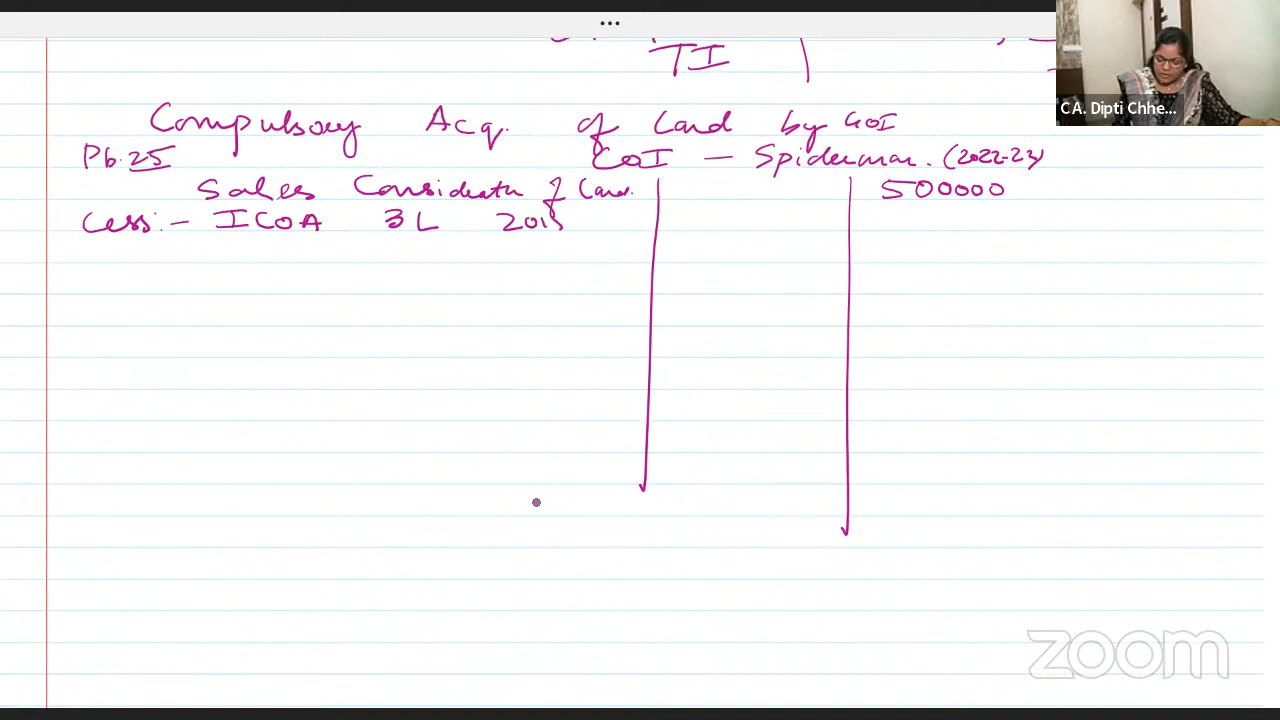 TI
Compulsory Acq. of Land by GOI
Pb.25 COI – Spiderman. (2022-23)
Sales Consideratn of Land. 500000
Less:- ICOA 3L 2015
C A. Dipti Chhe...
zoom